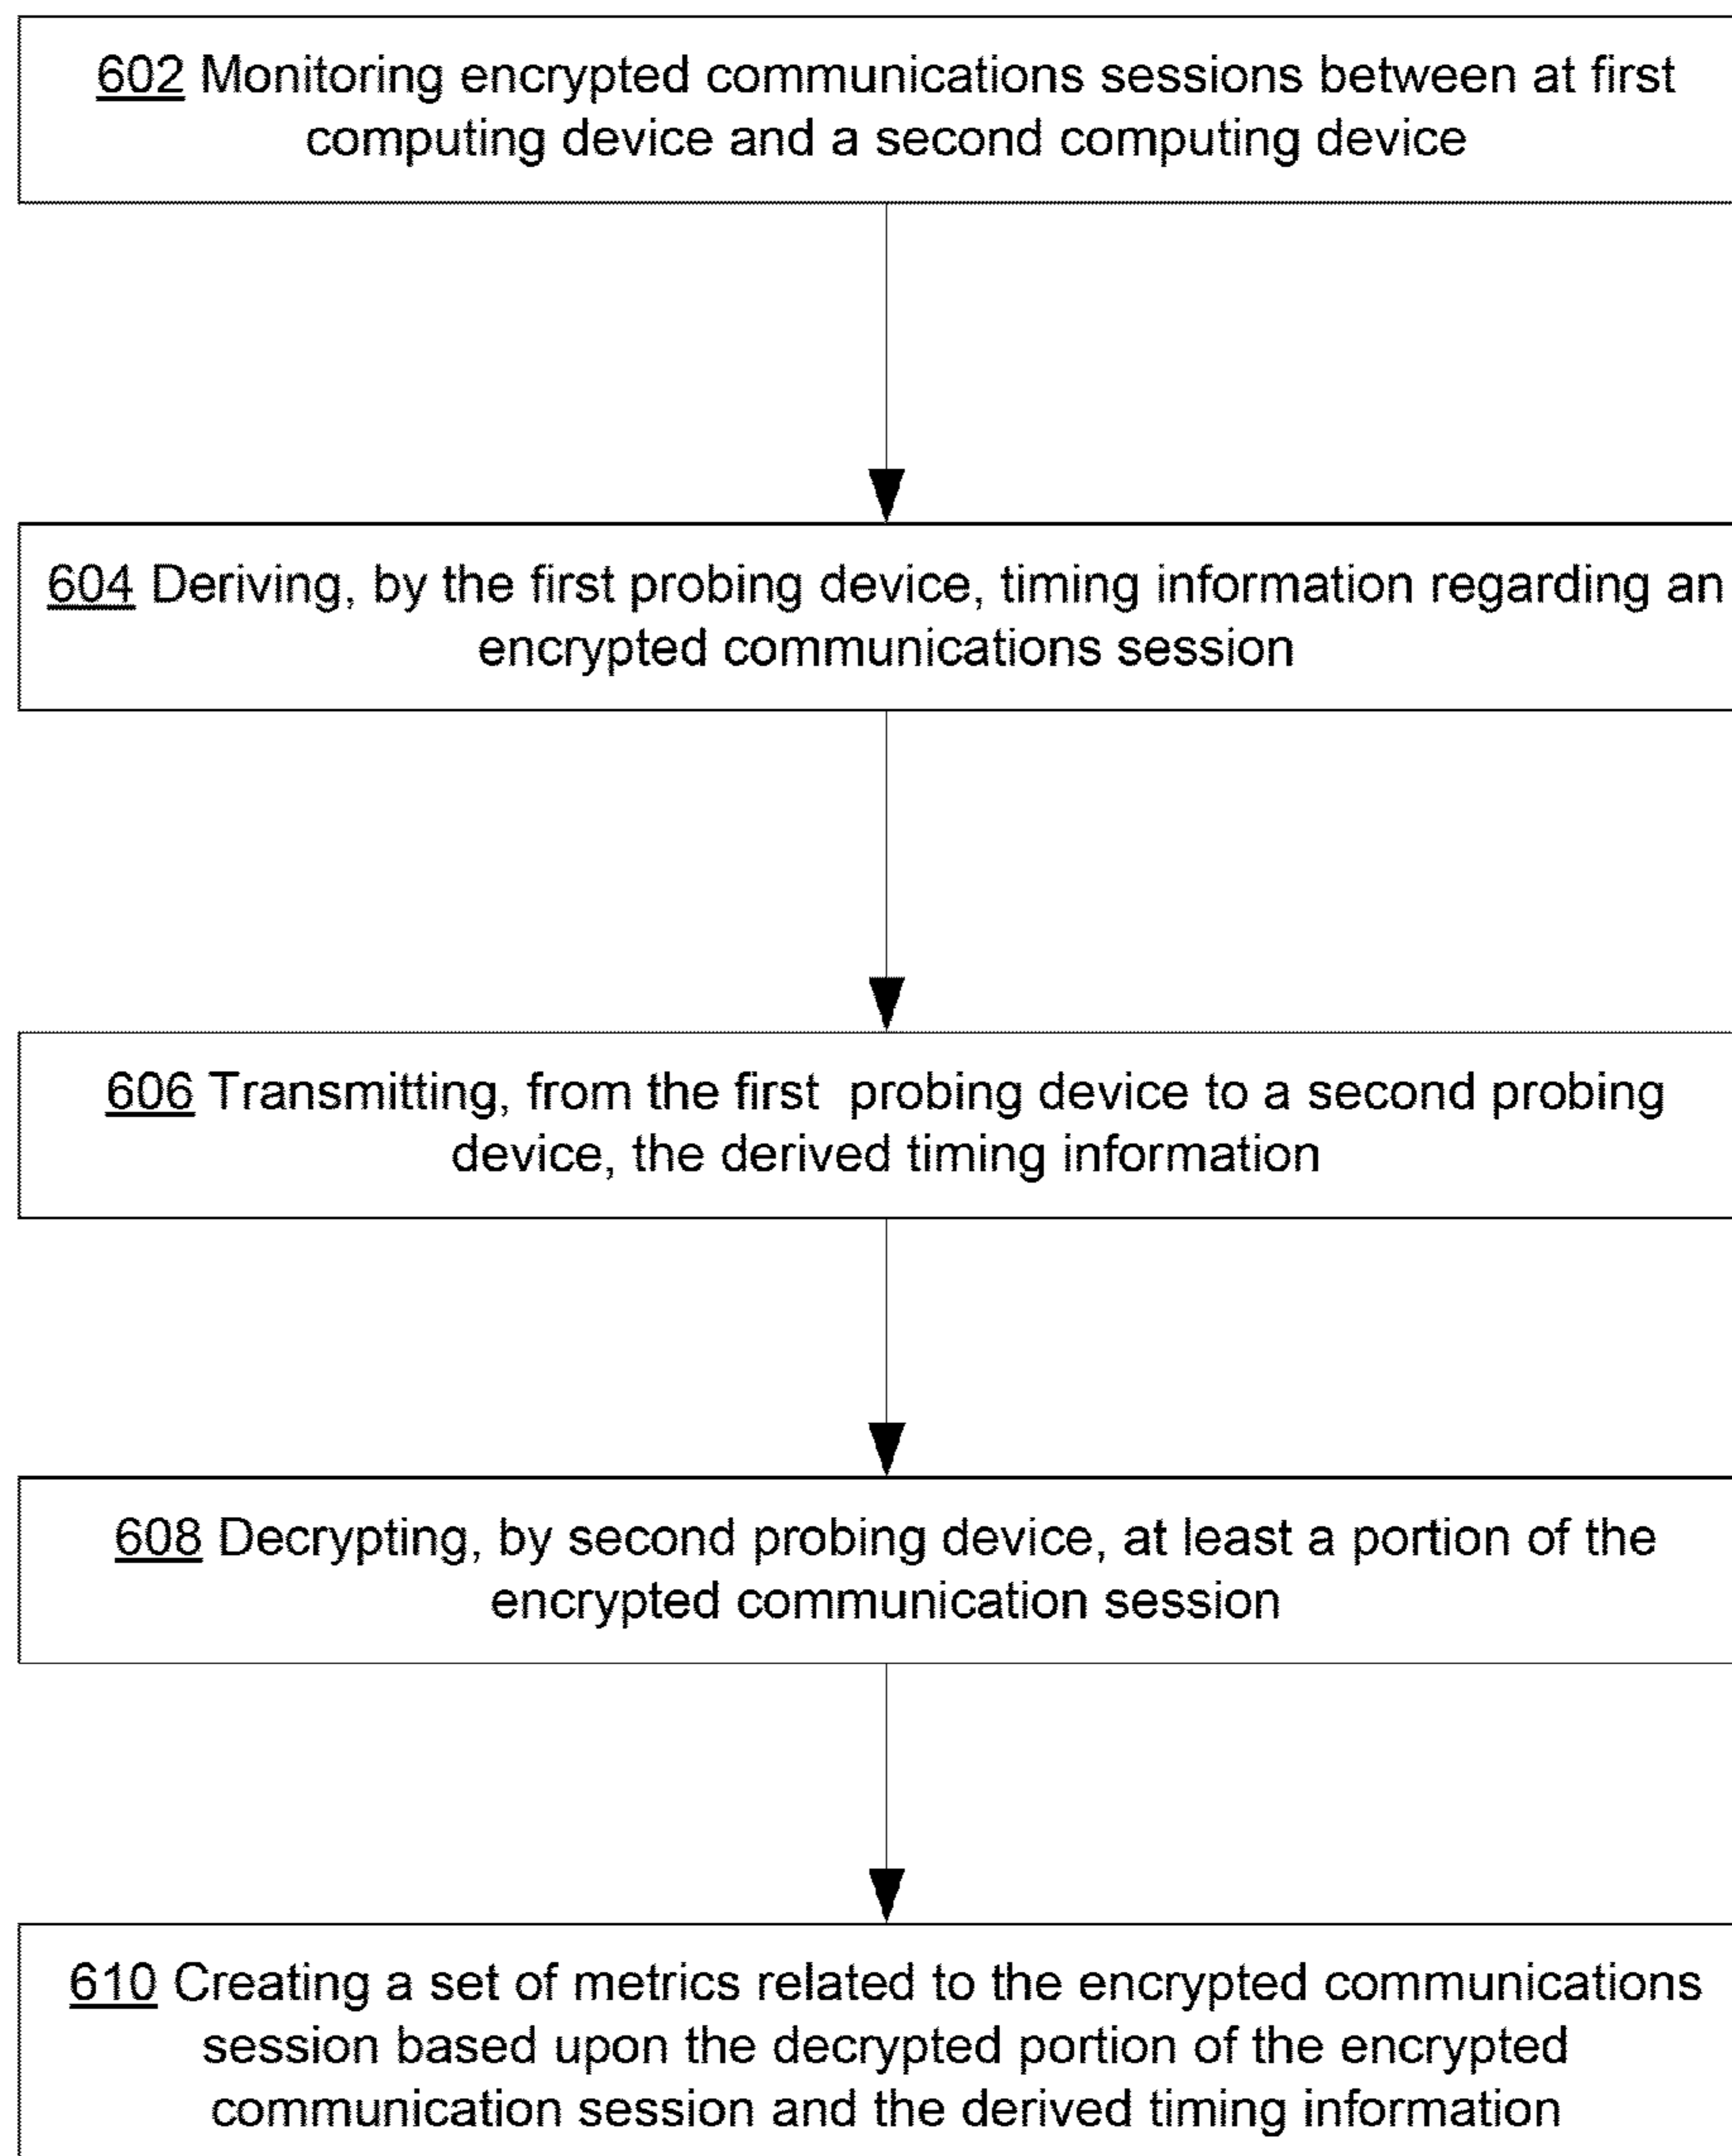 602 Monitoring encrypted communications sessions between at first
computing device and a second computing device
604 Deriving, by the first probing device, timing information regarding an
encrypted communications session
606 Transmitting, from the first  probing device to a second probing
device, the derived timing information
608 Decrypting, by second probing device, at least a portion of the
encrypted communication session
610 Creating a set of metrics related to the encrypted communications
session based upon the decrypted portion of the encrypted
communication session and the derived timing information